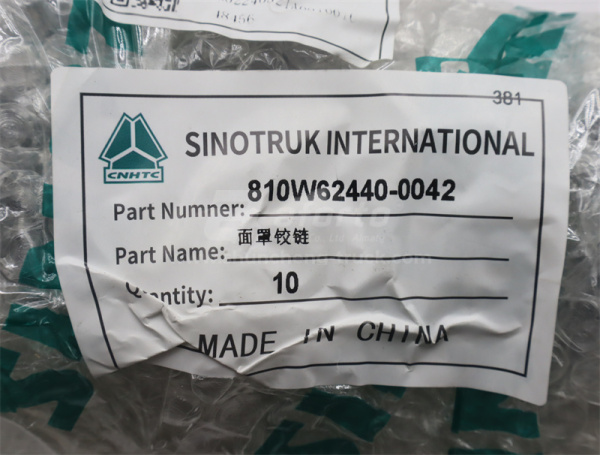 18486
381
SINOTRUK INTERNATIONAL
CNHTC
Part Numner: 810W62440-0042
Part Name: 面罩铰链
Quantity: 10
MADE IN CHINA